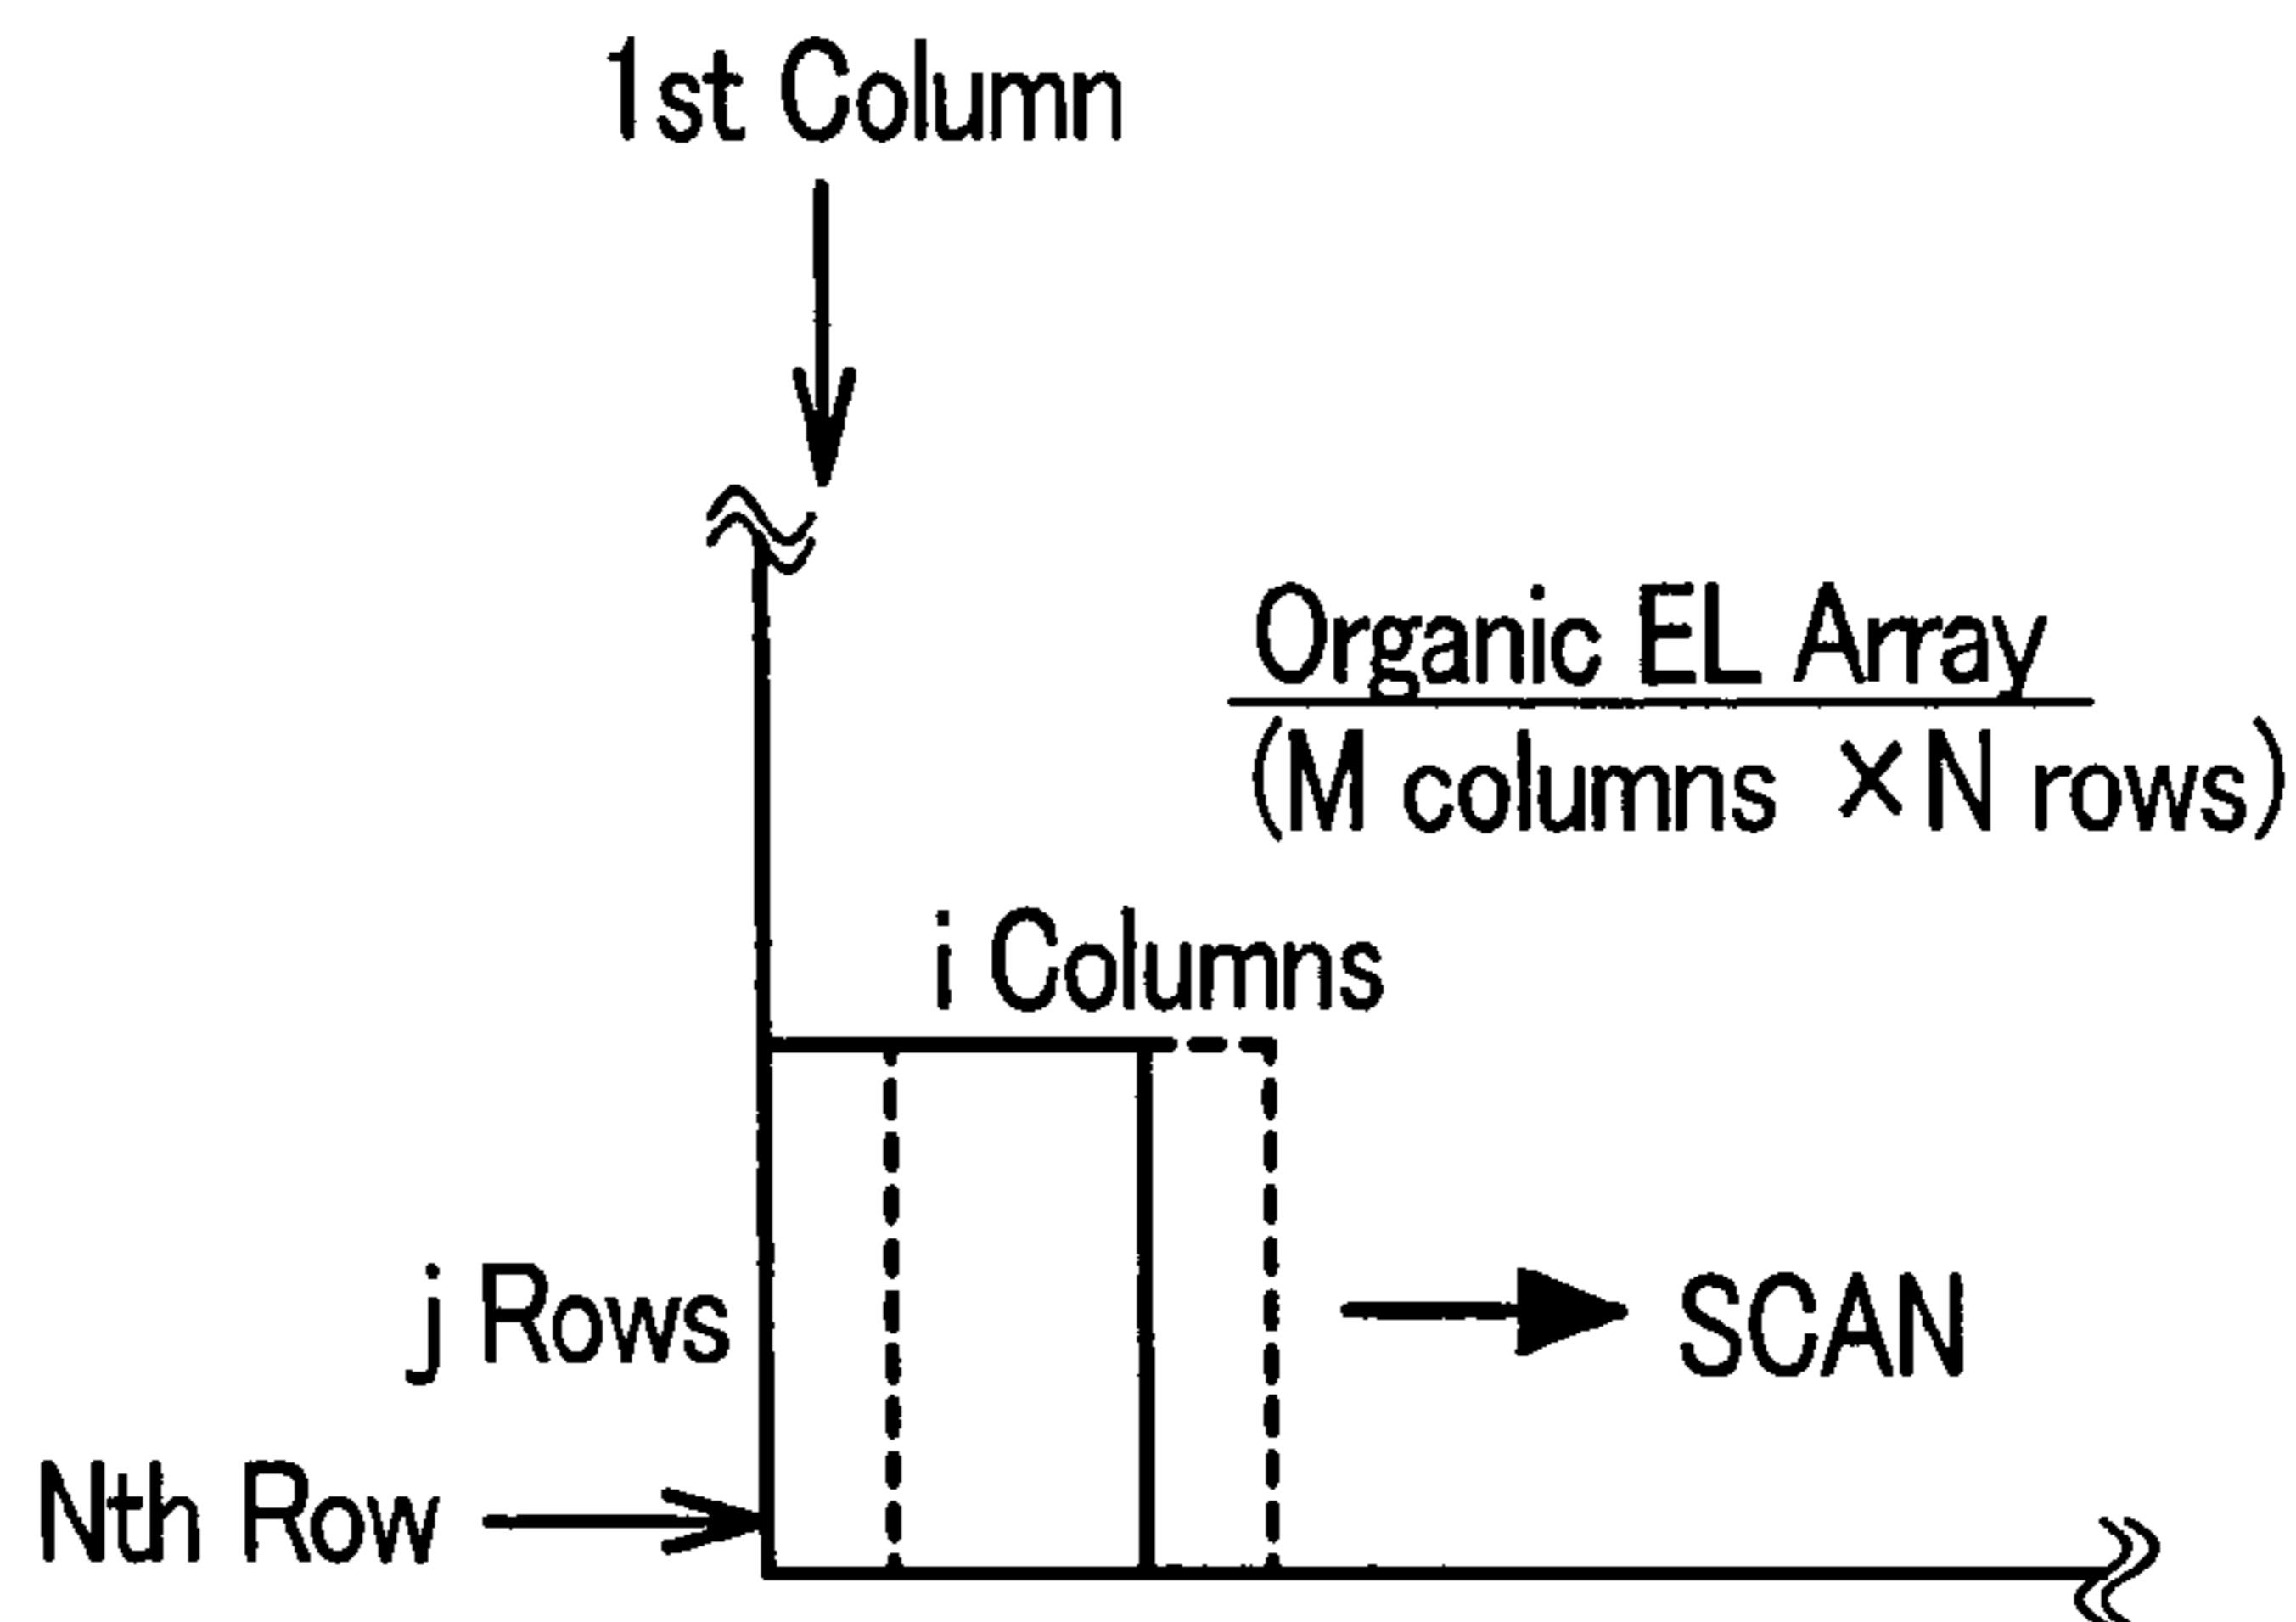 1st Column
Organic EL Array
(M columns × N rows)
i Columns
j Rows
SCAN
Nth Row